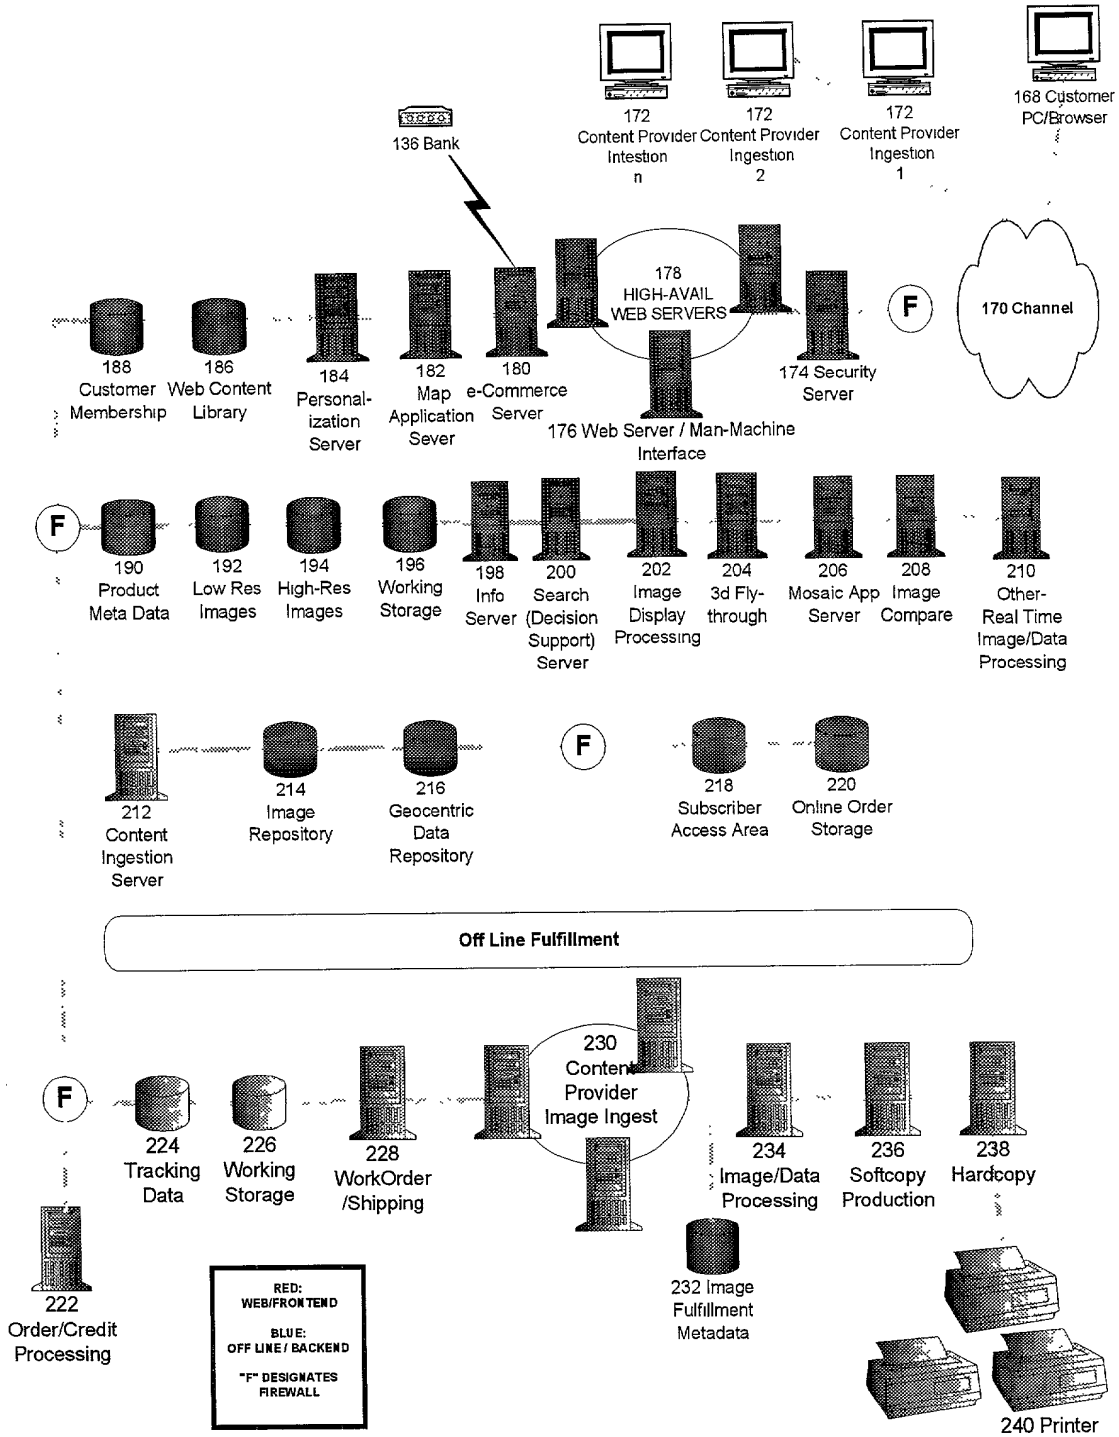 172
Content Provider
Intestion
n
172
Content Provider
Ingestion
2
172
Content Provider
Ingestion
1
168 Customer
PC/Browser
136 Bank
178
HIGH-AVAIL
WEB SERVERS
F
170 Channel
188
Customer
Membership
186
Web Content
Library
184
Personal-
ization
Server
182
Map
Application
Sever
180
e-Commerce
Server
176 Web Server / Man-Machine
Interface
174 Security
Server
F
190
Product
Meta Data
192
Low Res
Images
194
High-Res
Images
196
Working
Storage
198
Info
Server
200
Search
(Decision
Support)
Server
202
Image
Display
Processing
204
3d Fly-
through
206
Mosaic App
Server
208
Image
Compare
210
Other-
Real Time
Image/Data
Processing
212
Content
Ingestion
Server
214
Image
Repository
216
Geocentric
Data
Repository
F
218
Subscriber
Access Area
220
Online Order
Storage
Off Line Fulfillment
F
224
Tracking
Data
226
Working
Storage
228
WorkOrder
/Shipping
230
Content
Provider
Image Ingest
234
Image/Data
Processing
236
Softcopy
Production
238
Hardcopy
222
Order/Credit
Processing
232 Image
Fulfillment
Metadata
RED:
WEB/FRONTEND
BLUE:
OFF LINE / BACKEND
"F" DESIGNATES
FIREWALL
240 Printer